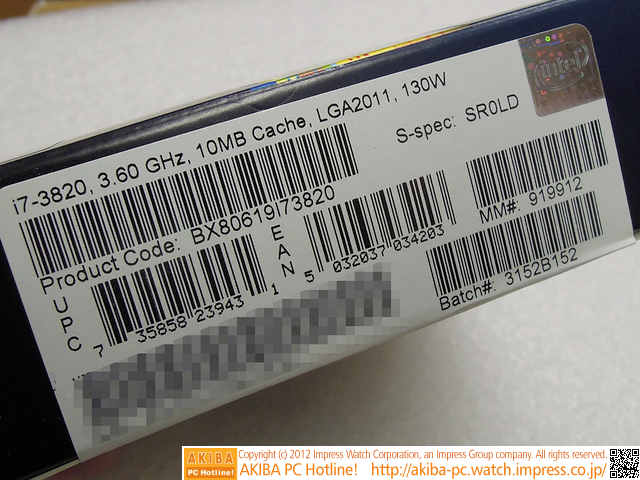 intel
i7-3820, 3.60 GHz, 10MB Cache, LGA2011, 130W
S-spec: SR0LD
Product Code: BX80619I73820
MM#: 919912
UPC
7 35858 23943 1
EAN
5 032037 034203
Batch#: 3152B152
AKIBA
PC Hotline!
Copyright (c) 2012 Impress Watch Corporation, an Impress Group company. All rights reserved.
AKIBA PC Hotline! http://akiba-pc.watch.impress.co.jp/